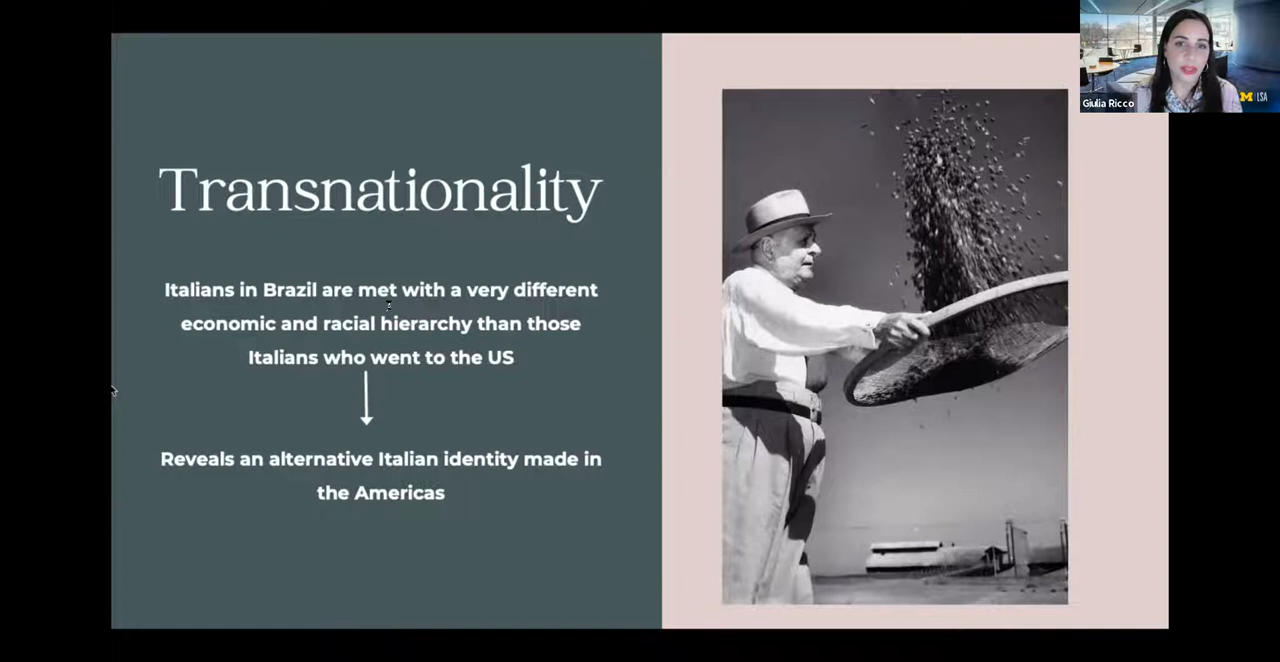 Transnationality
Italians in Brazil are met with a very different
economic and racial hierarchy than those
Italians who went to the US
Reveals an alternative Italian identity made in
the Americas
Giulia Ricco
M LSA